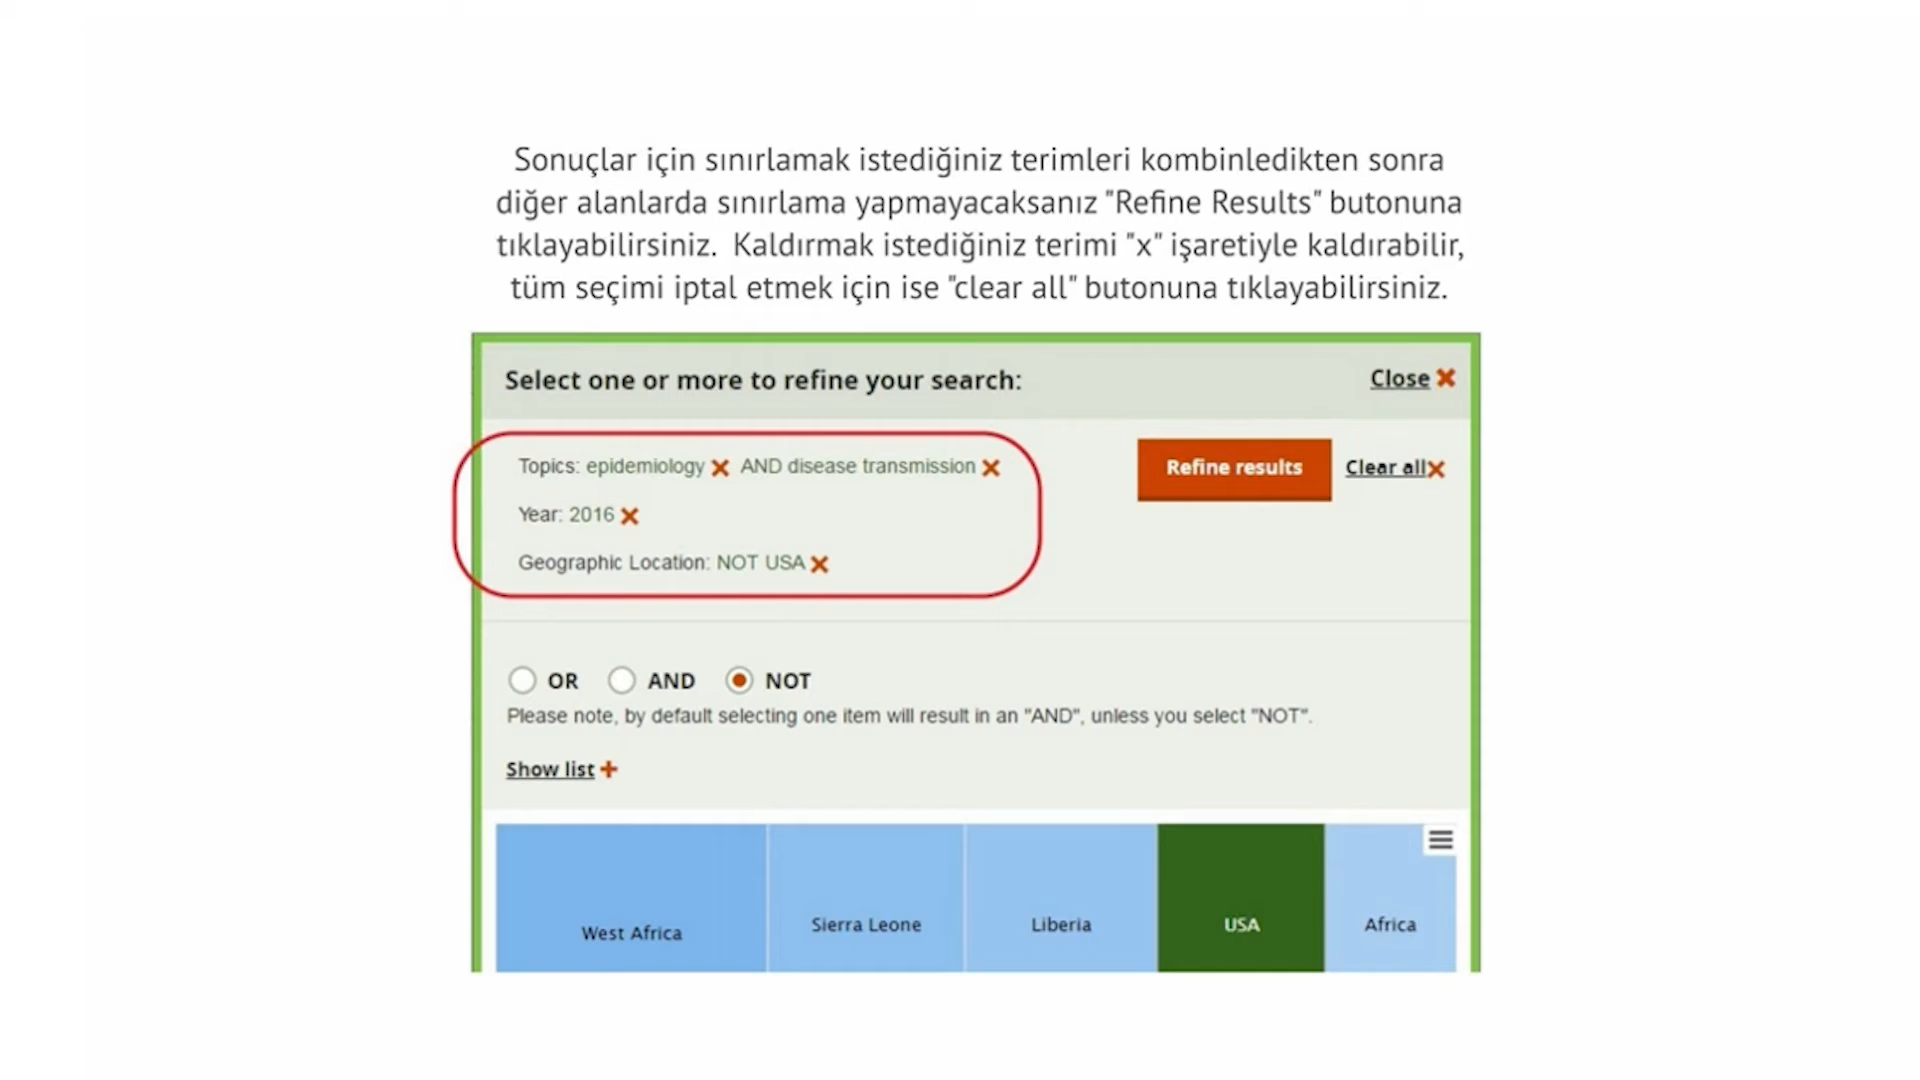 Sonuçlar için sınırlamak istediğiniz terimleri kombinledikten sonra
diğer alanlarda sınırlama yapmayacaksanız "Refine Results" butonuna
tıklayabilirsiniz.  Kaldırmak istediğiniz terimi "x" işaretiyle kaldırabilir,
tüm seçimi iptal etmek için ise "clear all" butonuna tıklayabilirsiniz.
Select one or more to refine your search:
Close
Topics: epidemiology AND disease transmission
Refine results
Clear all
Year: 2016
Geographic Location: NOT USA
OR AND NOT
Please note, by default selecting one item will result in an "AND", unless you select "NOT".
Show list
West Africa
Sierra Leone
Liberia
USA
Africa